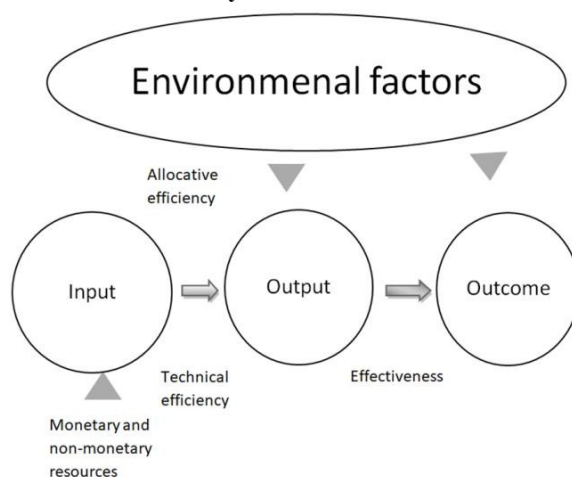 Environmenal factors
Allocative
efficiency
Input
Output
Outcome
Technical
efficiency
Effectiveness
Monetary and
non-monetary
resources